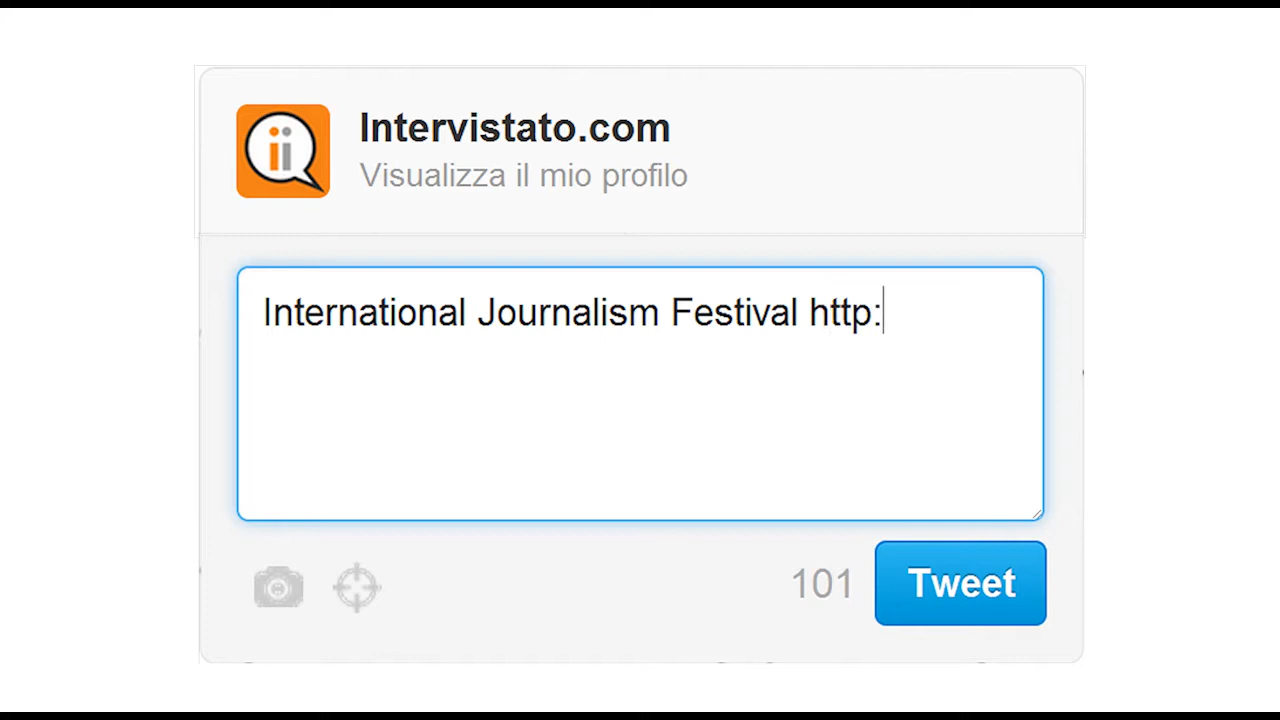 Intervistato.com
Visualizza il mio profilo
International Journalism Festival http:
101
Tweet